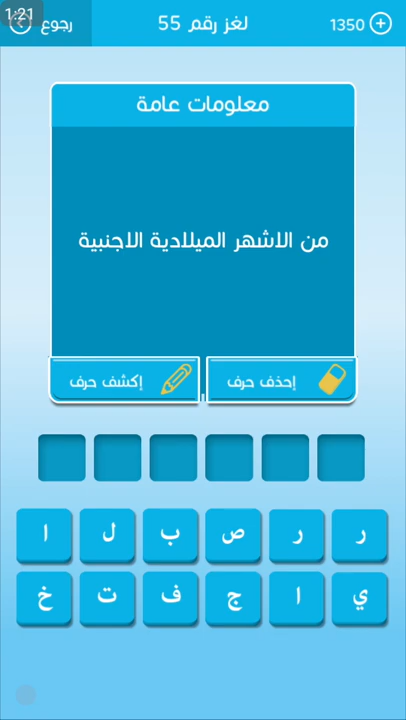 1:21
رجوع
لغز رقم 55
1350
معلومات عامة
من الاشهر الميلادية الاجنبية
إحذف حرف
إكشف حرف
ر ر ص ب ل ا
ي ا ج ف ت خ